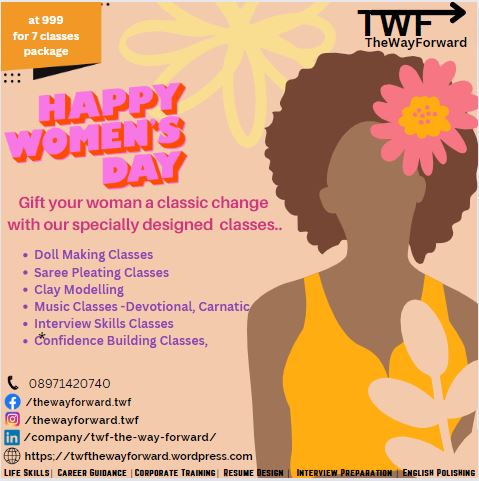 at 999
for 7 classes
package
TWF
TheWayForward
HAPPY
WOMEN'S
DAY
Gift your woman a classic change
with our specially designed classes..
• Doll Making Classes
• Saree Pleating Classes
• Clay Modelling
• Music Classes -Devotional, Carnatic
• Interview Skills Classes
• Confidence Building Classes,
*
08971420740
/thewayforward.twf
/thewayforward.twf
/company/twf-the-way-forward/
https;//twfthewayforward.wordpress.com
Life Skills| Career Guidance |Corporate Training| Resume Design | Interview Preparation |English Polishing